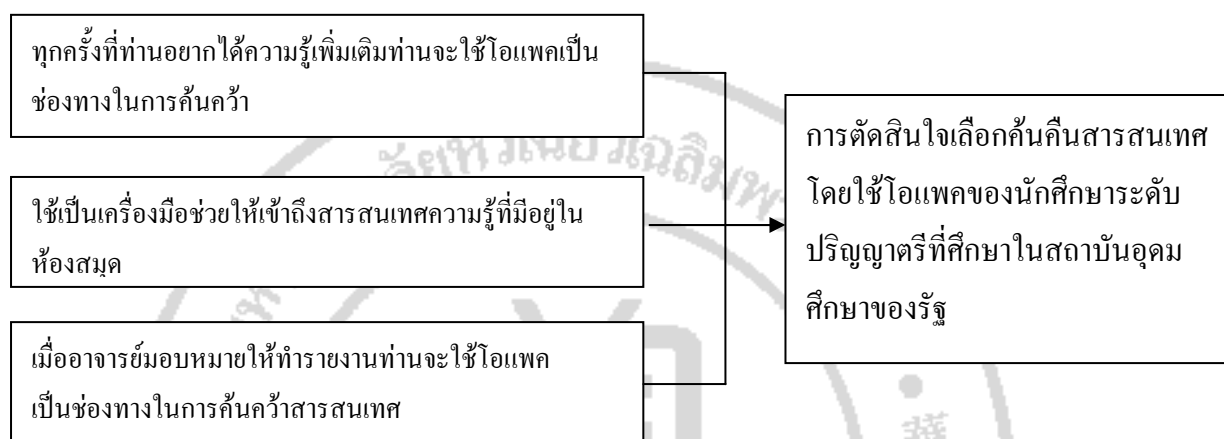 ทุกครั้งที่ท่านอยากได้ความรู้เพิ่มเติมท่านจะใช้โอแพคเป็น
ช่องทางในการค้นคว้า
ใช้เป็นเครื่องมือช่วยให้เข้าถึงสารสนเทศความรู้ที่มีอยู่ใน
ห้องสมุด
เมื่ออาจารย์มอบหมายให้ทำรายงานท่านจะใช้โอแพค
เป็นช่องทางในการค้นคว้าสารสนเทศ
การตัดสินใจเลือกค้นคืนสารสนเทศ
โดยใช้โอแพคของนักศึกษาระดับ
ปริญญาตรีที่ศึกษาในสถาบันอุดม
ศึกษาของรัฐ